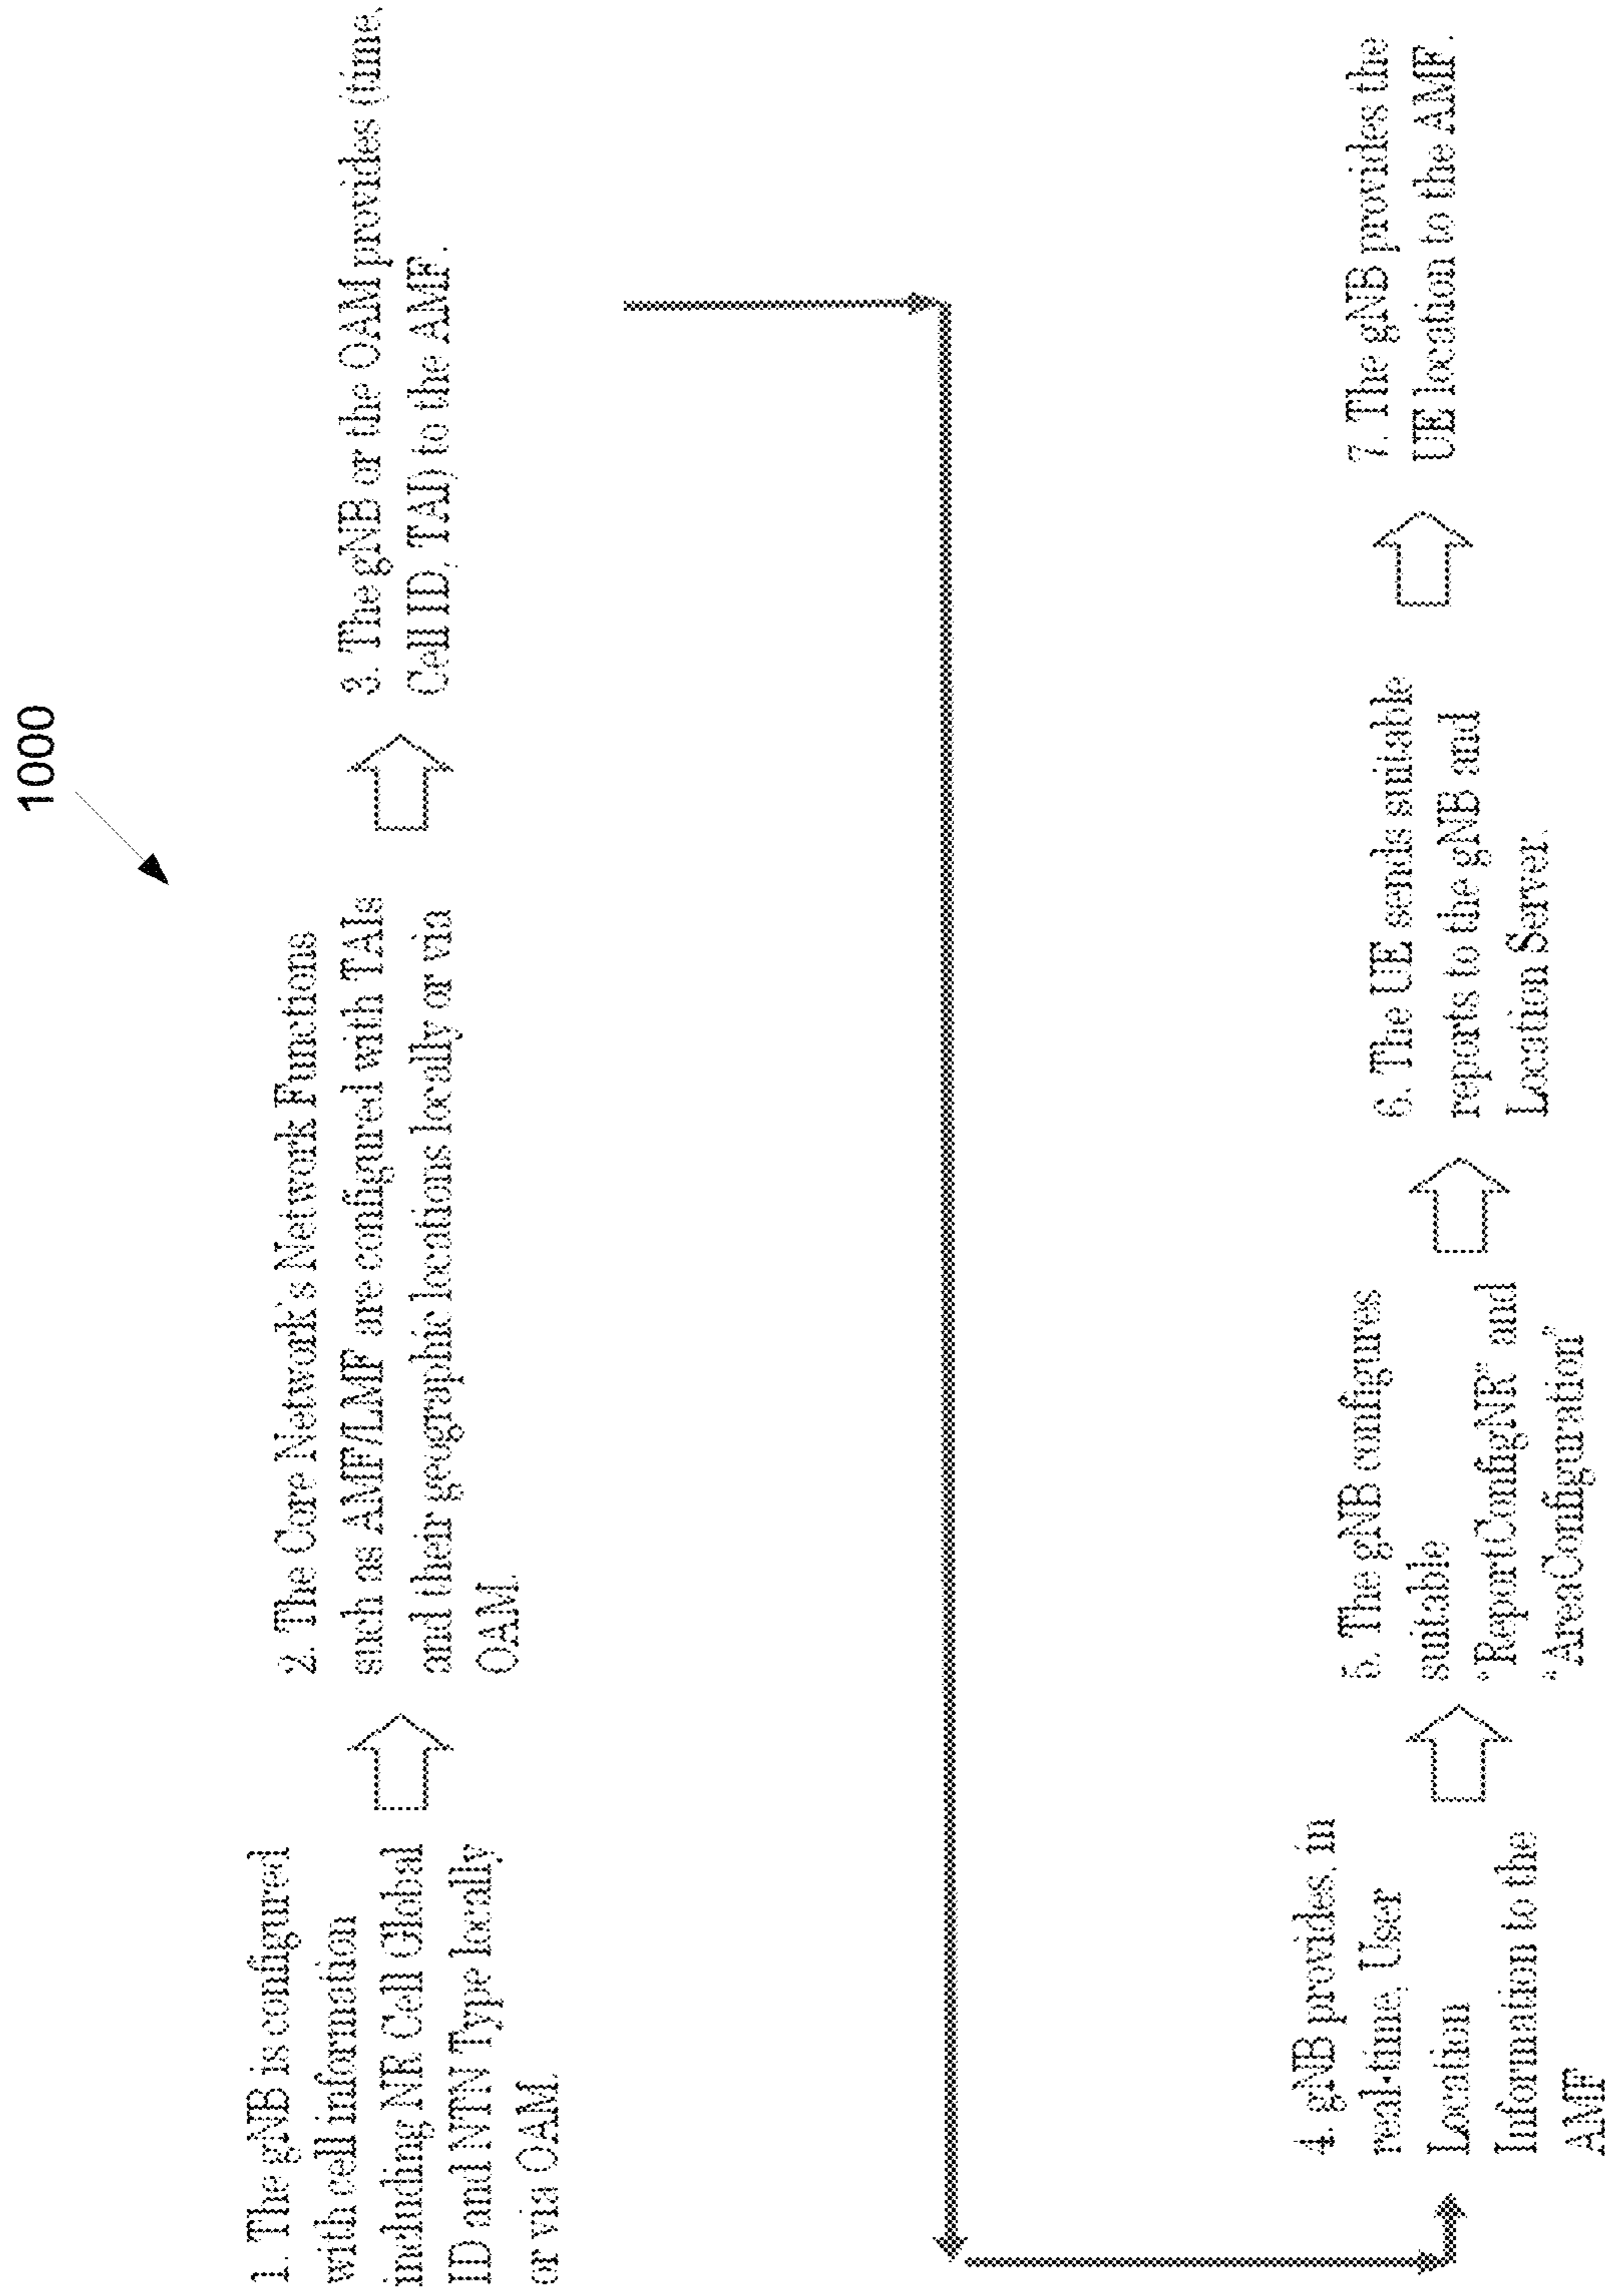 1000
1. The gNB is configured
with cell information
including NR Cell Global
ID and NTN Type locally
or via OAM.
2. The Core Network's Network Functions
such as AMF/LMF are configured with TAIs
and their geographic locations locally or via
OAM.
3. The gNB or the OAM provides (time,
Cell ID, TAI) to the AMF.
4. gNB provides, in
real-time, User
Location
Information to the
AMF
5. The gNB configures
suitable
"ReportConfigNR" and
"AreaConfiguration"
6. The UE sends suitable
reports to the gNB and
Location Server.
7. The gNB provides the
UE location to the AMF.